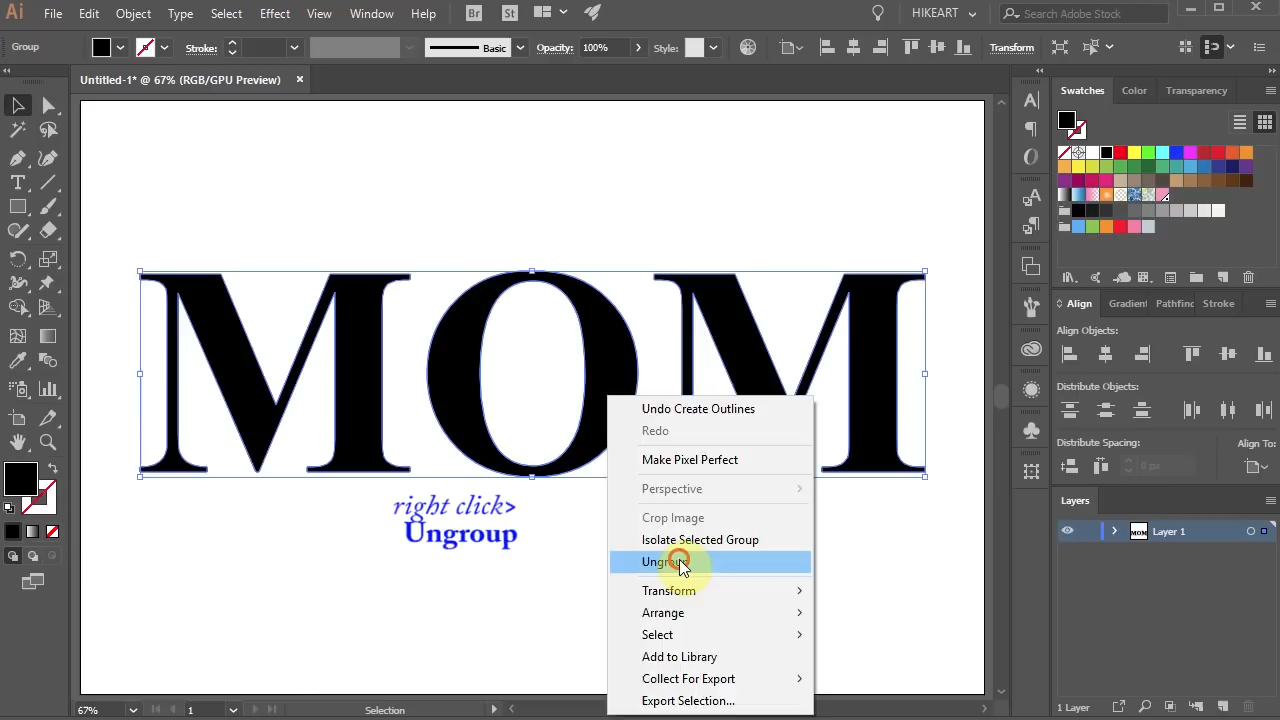 Ai File Edit Object Type Select Effect View Window Help Br St HIKEART Search Adobe Stock
Group Stroke: Basic Opacity: 100% Style: Transform
Untitled-1* @ 67% (RGB/GPU Preview) ×
Swatches Color Transparency
MOM
Align Gradient Pathfinc Stroke
Align Objects:
Distribute Objects:
Distribute Spacing: Align To:
0 px
Layers
Layer 1
1 Layer
Undo Create Outlines
Redo
Make Pixel Perfect
Perspective
Crop Image
Isolate Selected Group
Ungroup
Transform
Arrange
Select
Add to Library
Collect For Export
Export Selection...
right click>
Ungroup
67% 1 Selection